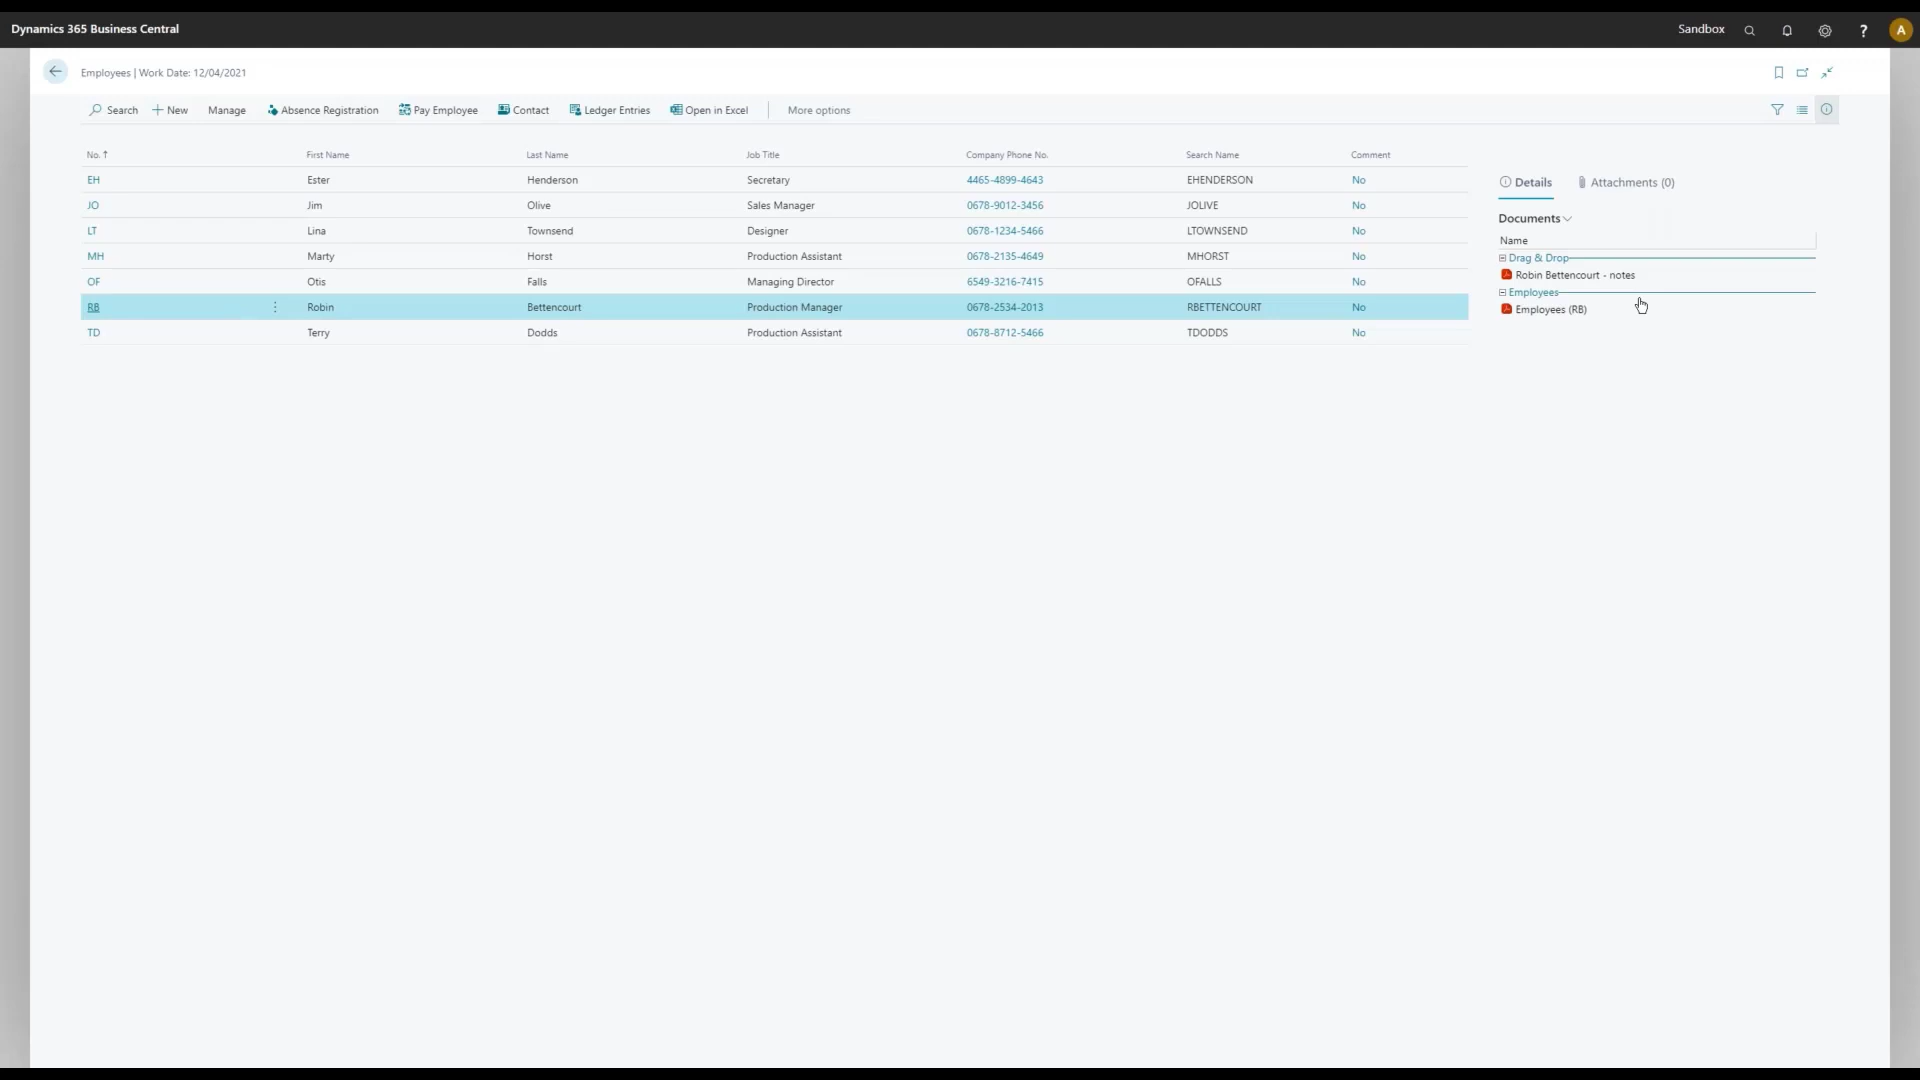 Dynamics 365 Business Central
Sandbox
?
A
Employees | Work Date: 12/04/2021
Search New Manage Absence Registration Pay Employee Contact Ledger Entries Open in Excel More options
No. ↑ First Name Last Name Job Title Company Phone No. Search Name Comment
EH Ester Henderson Secretary 4465-4899-4643 EHENDERSON No
JO Jim Olive Sales Manager 0678-9012-3456 JOLIVE No
LT Lina Townsend Designer 0678-1234-5466 LTOWNSEND No
MH Marty Horst Production Assistant 0678-2135-4649 MHORST No
OF Otis Falls Managing Director 6549-3216-7415 OFALLS No
RB Robin Bettencourt Production Manager 0678-2534-2013 RBETTENCOURT No
TD Terry Dodds Production Assistant 0678-8712-5466 TDODDS No
Details Attachments (0)
Documents
Name
Drag & Drop
Robin Bettencourt - notes
Employees
Employees (RB)